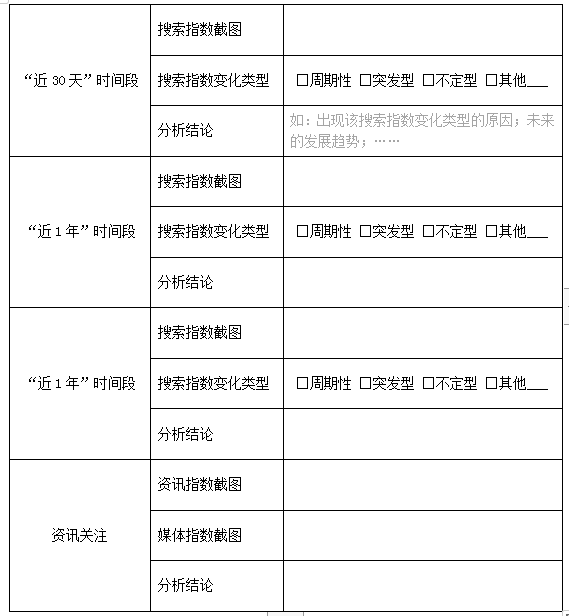 “近 30 天”时间段
搜索指数截图
搜索指数变化类型
□周期性 □突发型 □不定型 □其他___
分析结论
如：出现该搜索指数变化类型的原因；未来
的发展趋势；……
“近 1 年”时间段
搜索指数截图
搜索指数变化类型
□周期性 □突发型 □不定型 □其他___
分析结论
“近 1 年”时间段
搜索指数截图
搜索指数变化类型
□周期性 □突发型 □不定型 □其他___
分析结论
资讯关注
资讯指数截图
媒体指数截图
分析结论